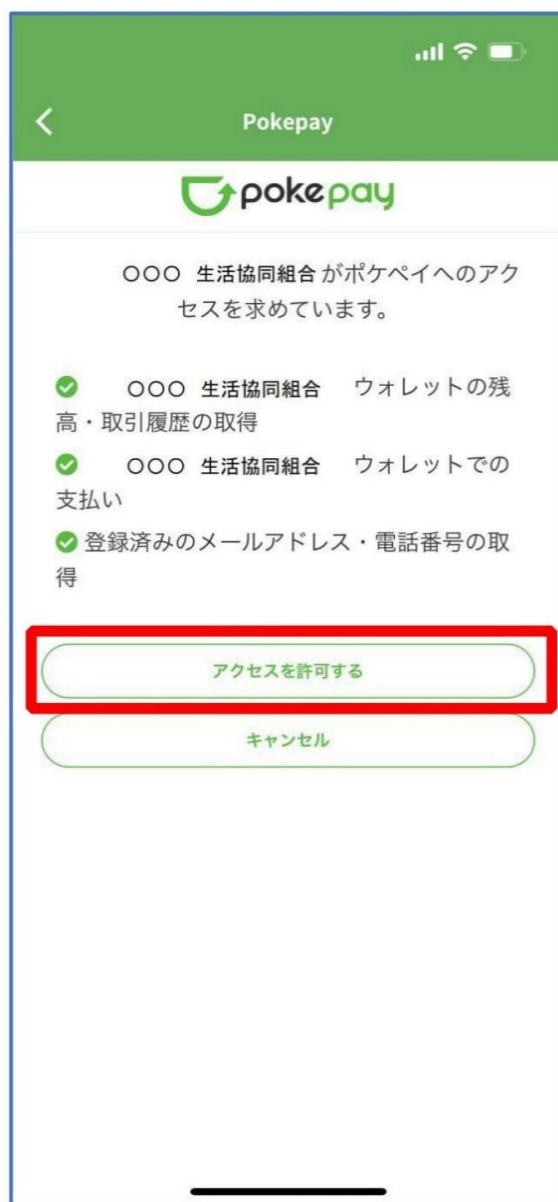 Pokepay
pokepay
○○○ 生活協同組合 がポケペイへのアク
セスを求めています。
○○○ 生活協同組合 ウォレットの残
高・取引履歴の取得
○○○ 生活協同組合 ウォレットでの
支払い
登録済みのメールアドレス・電話番号の取
得
アクセスを許可する
キャンセル